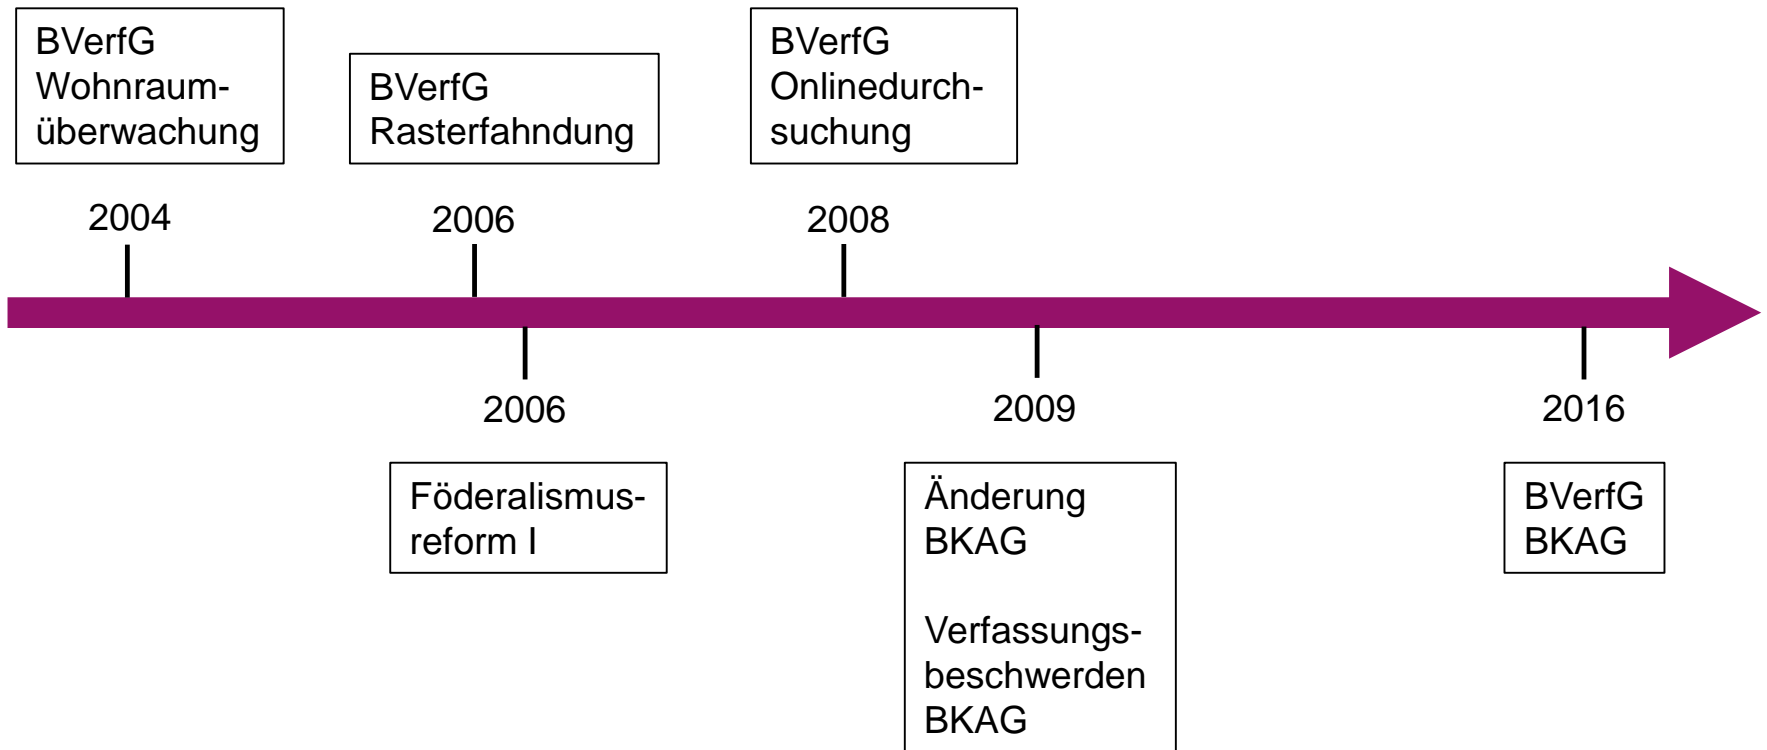 BVerfG
Wohnraum-
überwachung
BVerfG
Rasterfahndung
BVerfG
Onlinedurch-
suchung
2004
2006
2008
2006
2009
2016
Föderalismus-
reform I
Änderung
BKAG
Verfassungs-
beschwerden
BKAG
BVerfG
BKAG